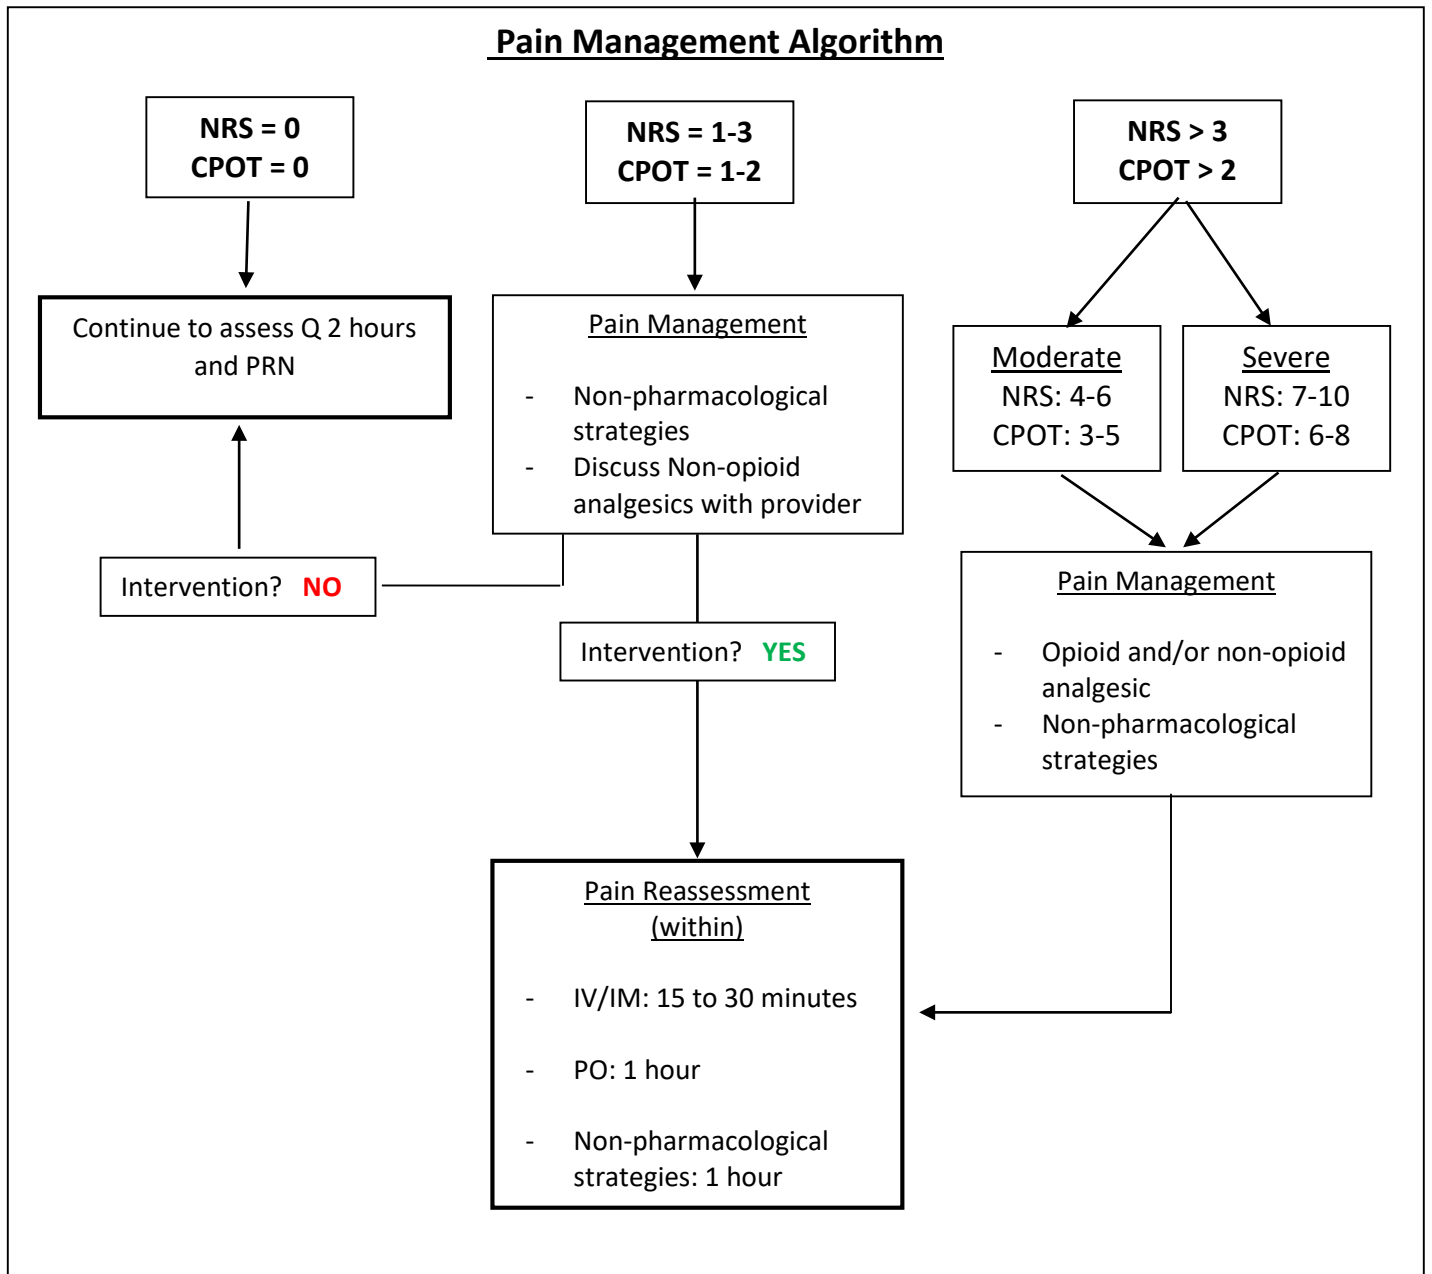 Pain Management Algorithm
NRS = 0
CPOT = 0
NRS = 1-3
CPOT = 1-2
NRS > 3
CPOT > 2
Continue to assess Q 2 hours
and PRN
Pain Management
- Non-pharmacological
strategies
- Discuss Non-opioid
analgesics with provider
Moderate
NRS: 4-6
CPOT: 3-5
Severe
NRS: 7-10
CPOT: 6-8
Intervention? NO
Intervention? YES
Pain Management
- Opioid and/or non-opioid
analgesic
- Non-pharmacological
strategies
Pain Reassessment
(within)
- IV/IM: 15 to 30 minutes
- PO: 1 hour
- Non-pharmacological
strategies: 1 hour